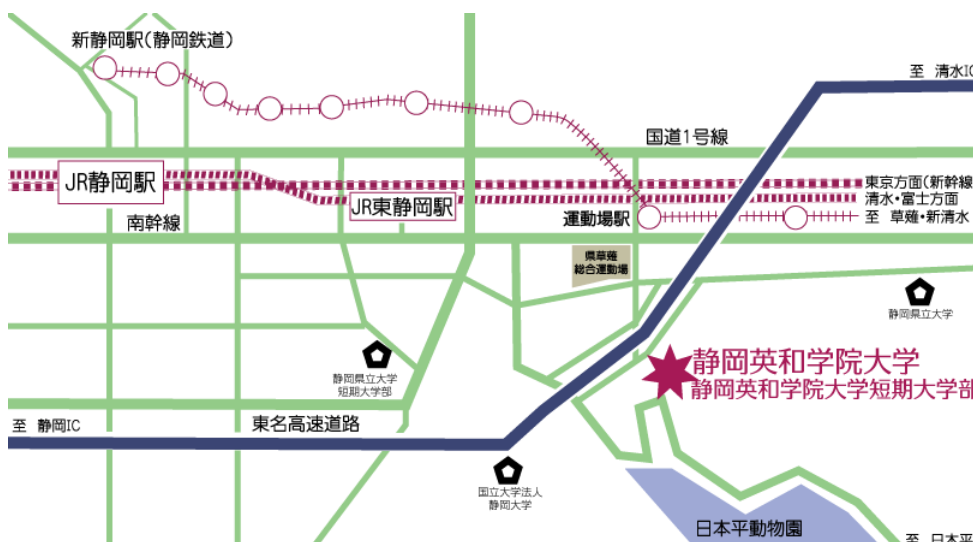 新静岡駅(静岡鉄道)
至 清水IC
国道1号線
JR静岡駅
東京方面(新幹線
清水・富士方面
JR東静岡駅
至 草薙・新清水
運動場駅
南幹線
県草薙
総合運動場
静岡県立大学
静岡英和学院大学
静岡英和学院大学短期大学部
静岡県立大学
短期大学部
至 静岡IC
東名高速道路
国立大学法人
静岡大学
日本平動物園
至 日本平